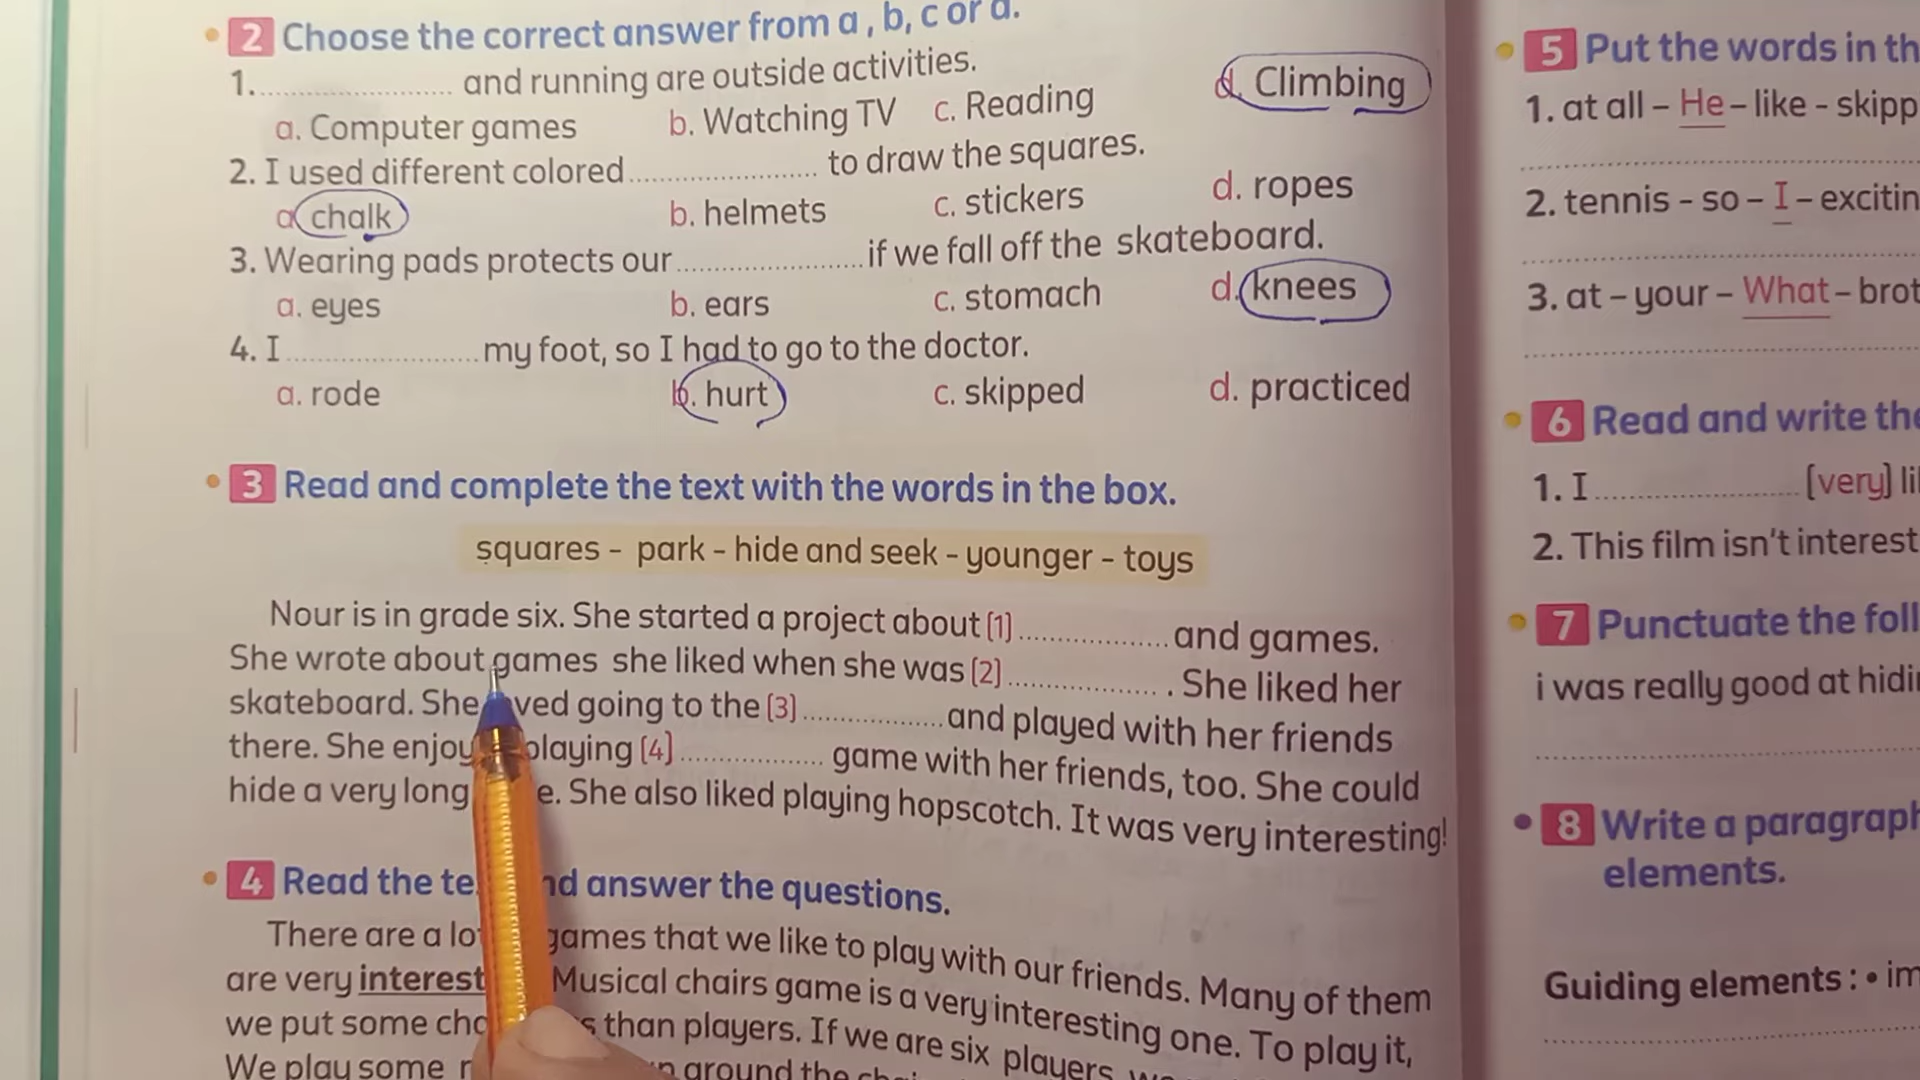 2 Choose the correct answer from a , b, c or d.
1. ........................ and running are outside activities.
a. Computer games b. Watching TV c. Reading d. Climbing
2. I used different colored ........................ to draw the squares.
a chalk b. helmets c. stickers d. ropes
3. Wearing pads protects our ........................ if we fall off the skateboard.
a. eyes b. ears c. stomach d. knees
4. I ........................ my foot, so I had to go to the doctor.
a. rode b. hurt c. skipped d. practiced
3 Read and complete the text with the words in the box.
squares - park - hide and seek - younger - toys
Nour is in grade six. She started a project about (1) .................. and games.
She wrote about games she liked when she was (2) .................. . She liked her
skateboard. She ved going to the (3) .................. and played with her friends
there. She enjoy playing (4) .................. game with her friends, too. She could
hide a very long e. She also liked playing hopscotch. It was very interesting!
4 Read the te nd answer the questions.
There are a lo games that we like to play with our friends. Many of them
are very interest Musical chairs game is a very interesting one. To play it,
we put some cha s than players. If we are six players,
We play some around the
5 Put the words in th
1. at all – He – like – skipp
2. tennis – so – I – excitin
3. at – your – What – brot
6 Read and write the
1. I ........................ [very] li
2. This film isn't interest
7 Punctuate the foll
i was really good at hidi
8 Write a paragraph
elements.
Guiding elements : • im